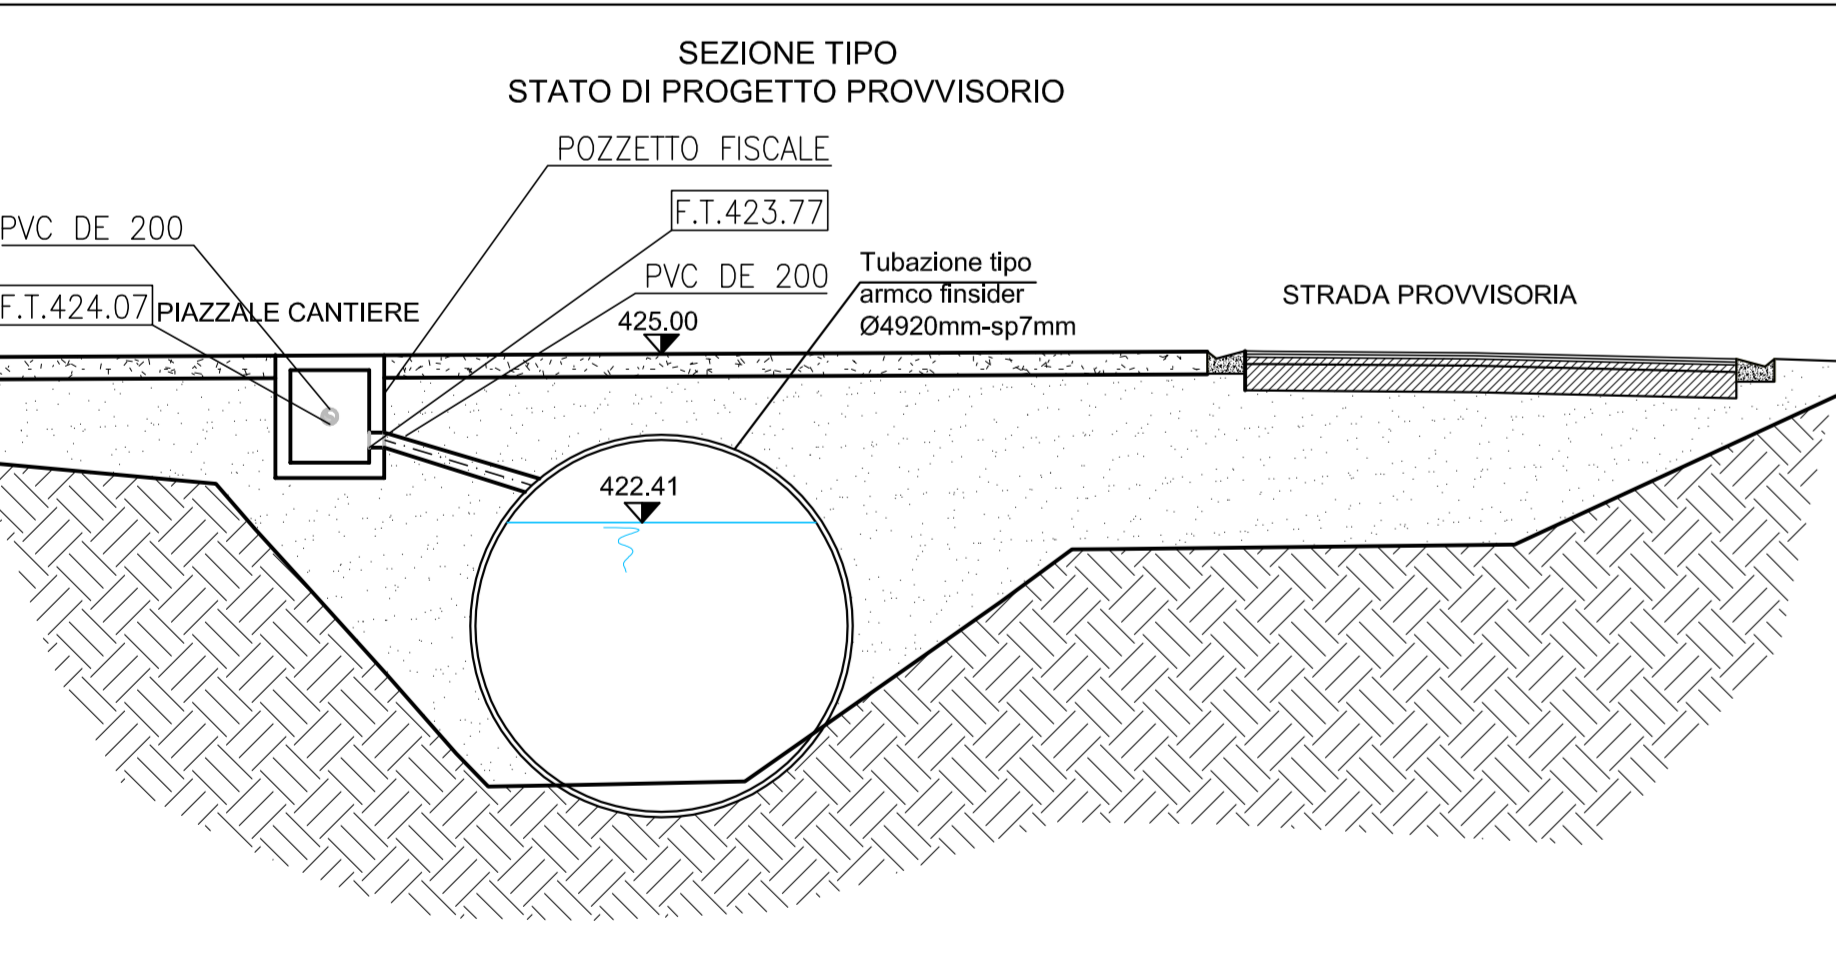 SEZIONE TIPO
STATO DI PROGETTO PROVVISORIO
POZZETTO FISCALE
F.T.423.77
PVC DE 200
PVC DE 200
F.T.424.07
PIAZZALE CANTIERE
425.00
Tubazione tipo
armco finsider
Ø4920mm-sp7mm
STRADA PROVVISORIA
422.41